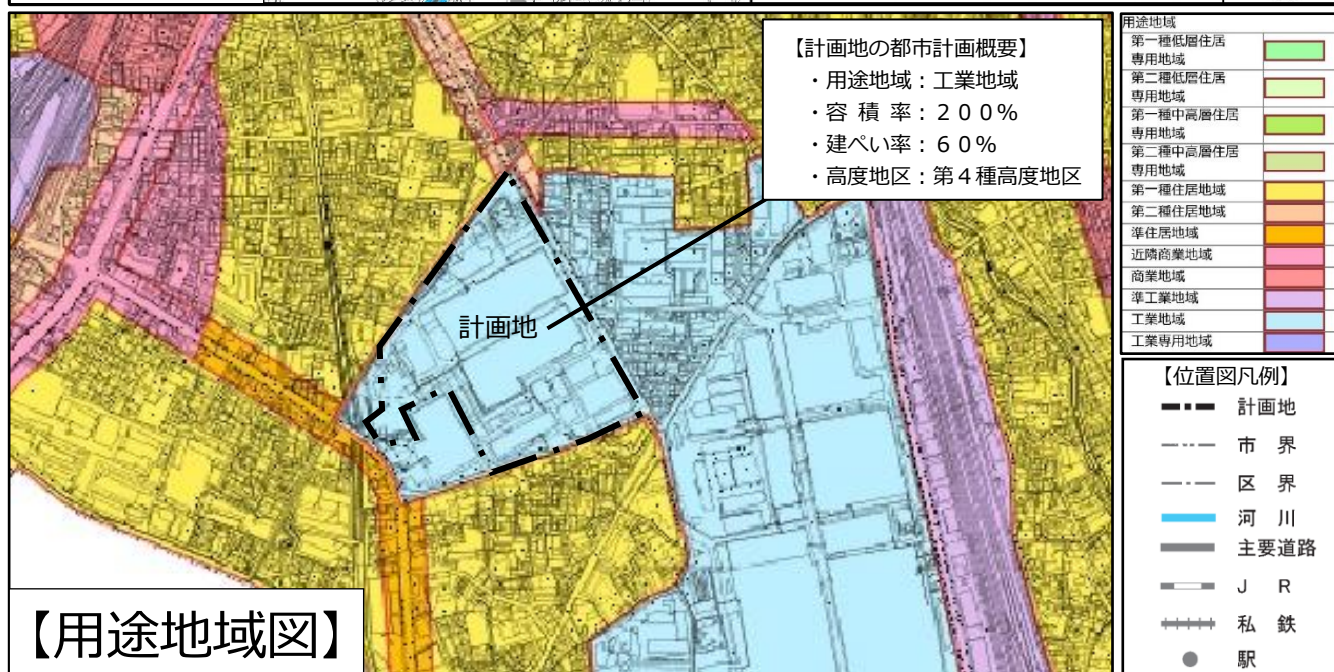 【計画地の都市計画概要】
・用途地域：工業地域
・容 積 率：２００％
・建ぺい率：６０％
・高度地区：第４種高度地区
計画地
【用途地域図】
用途地域
第一種低層住居
専用地域
第二種低層住居
専用地域
第一種中高層住居
専用地域
第二種中高層住居
専用地域
第一種住居地域
第二種住居地域
準住居地域
近隣商業地域
商業地域
準工業地域
工業地域
工業専用地域
【位置図凡例】
計画地
市　界
区　界
河　川
主要道路
Ｊ　Ｒ
私　鉄
駅